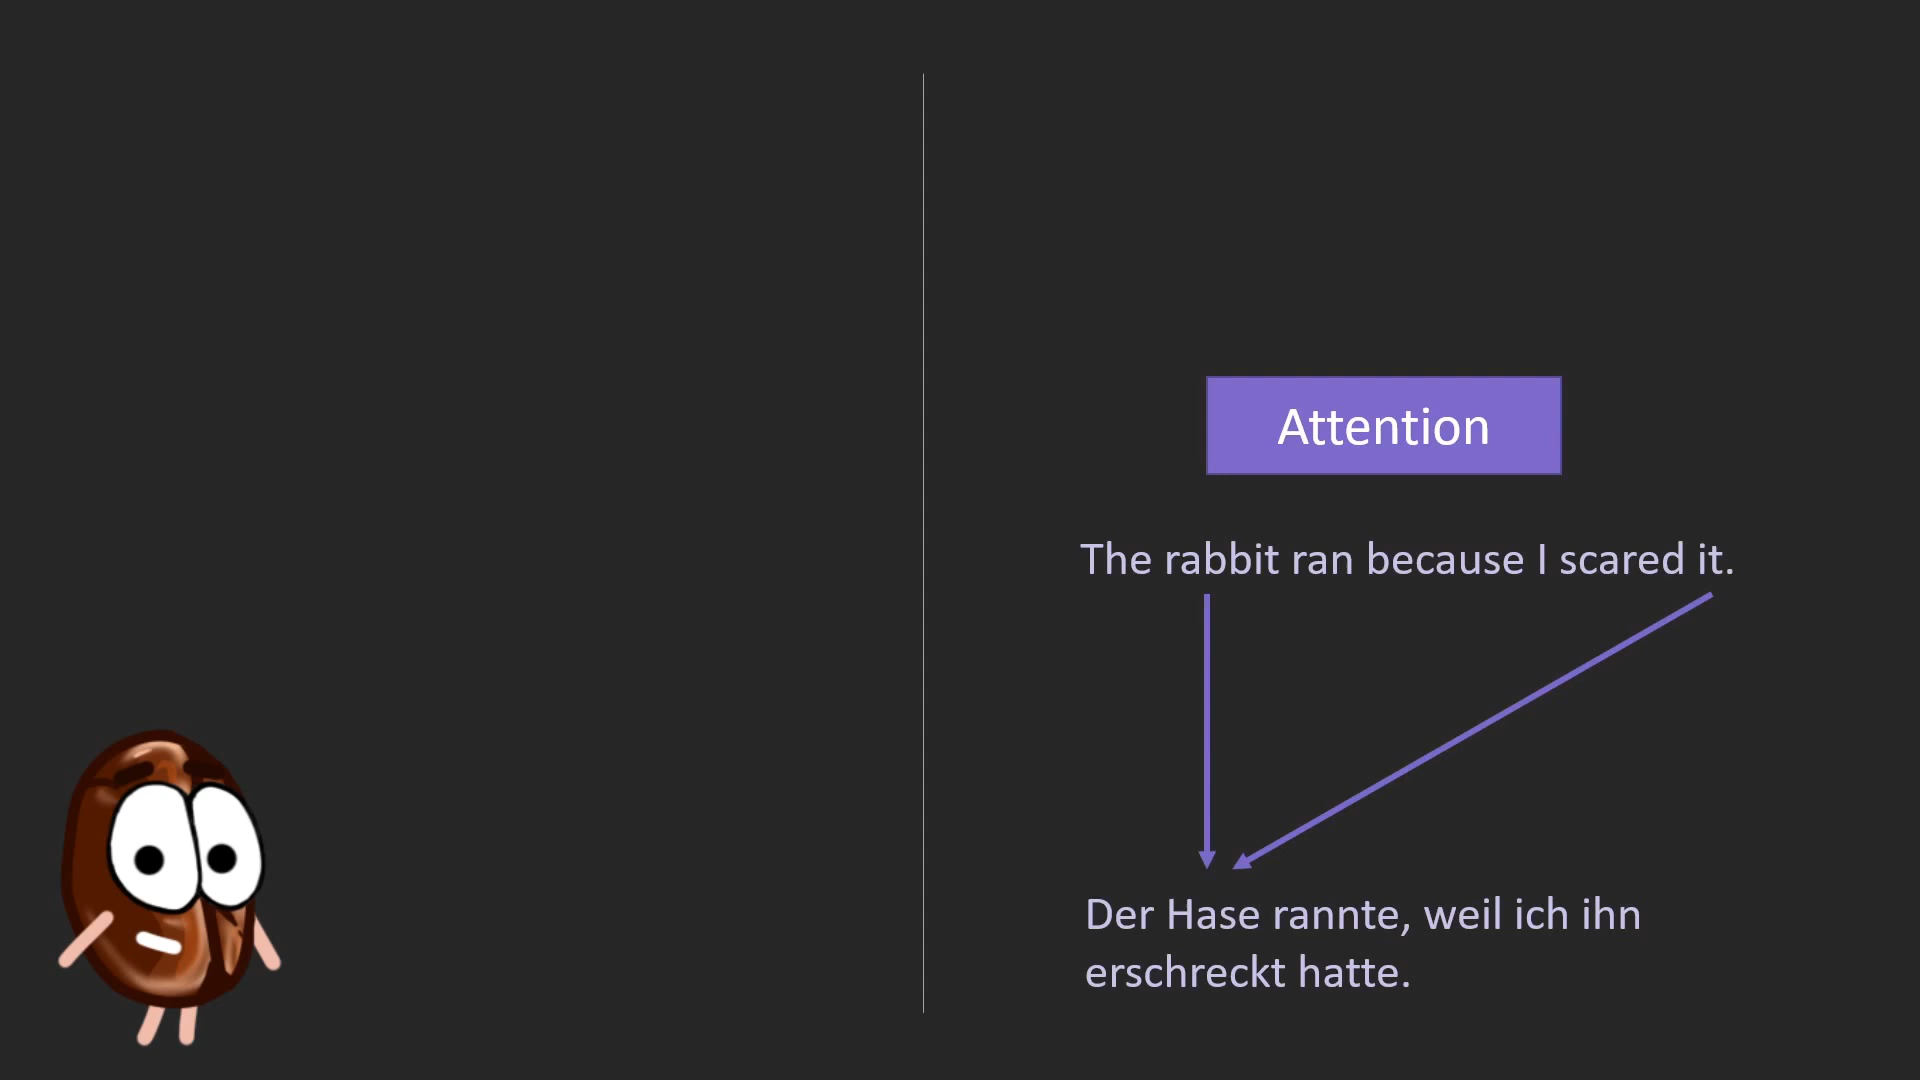 Attention
The rabbit ran because I scared it.
Der Hase rannte, weil ich ihn
erschreckt hatte.